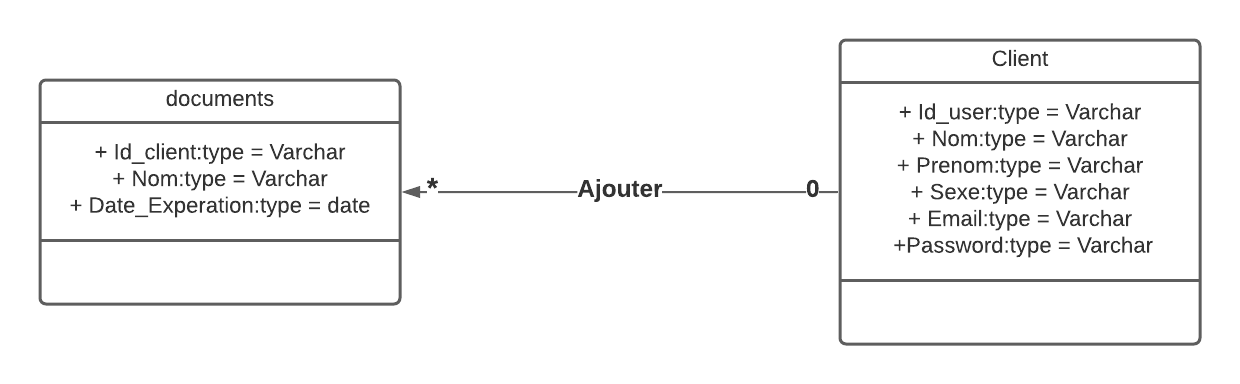 documents
+ Id_client:type = Varchar
+ Nom:type = Varchar
+ Date_Experation:type = date
* Ajouter 0
Client
+ Id_user:type = Varchar
+ Nom:type = Varchar
+ Prenom:type = Varchar
+ Sexe:type = Varchar
+ Email:type = Varchar
+Password:type = Varchar